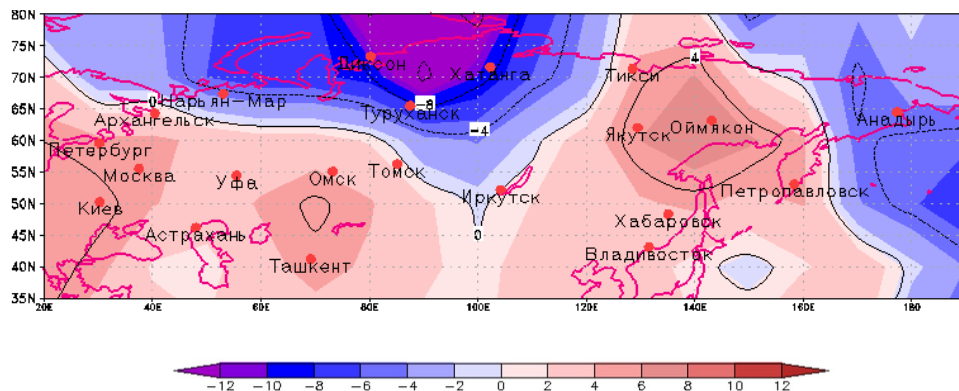 80N
75N
Диксон
4
Хатанга
Тикси
70N
Нарьян-Мар
0
-8
65N
Архангельск
Туруханск
Анадырь
-4
Якутск
Оймякон
60N
Петербург
55N
Москва
Уфа
Омск
Томск
Иркутск
Петропавловск
50N
Киев
Хабаровск
45N
Астрахань
0
Владивосток
40N
Ташкент
35N
20E 40E 60E 80E 100E 120E 140E 160E 180
-12 -10 -8 -6 -4 -2 0 2 4 6 8 10 12